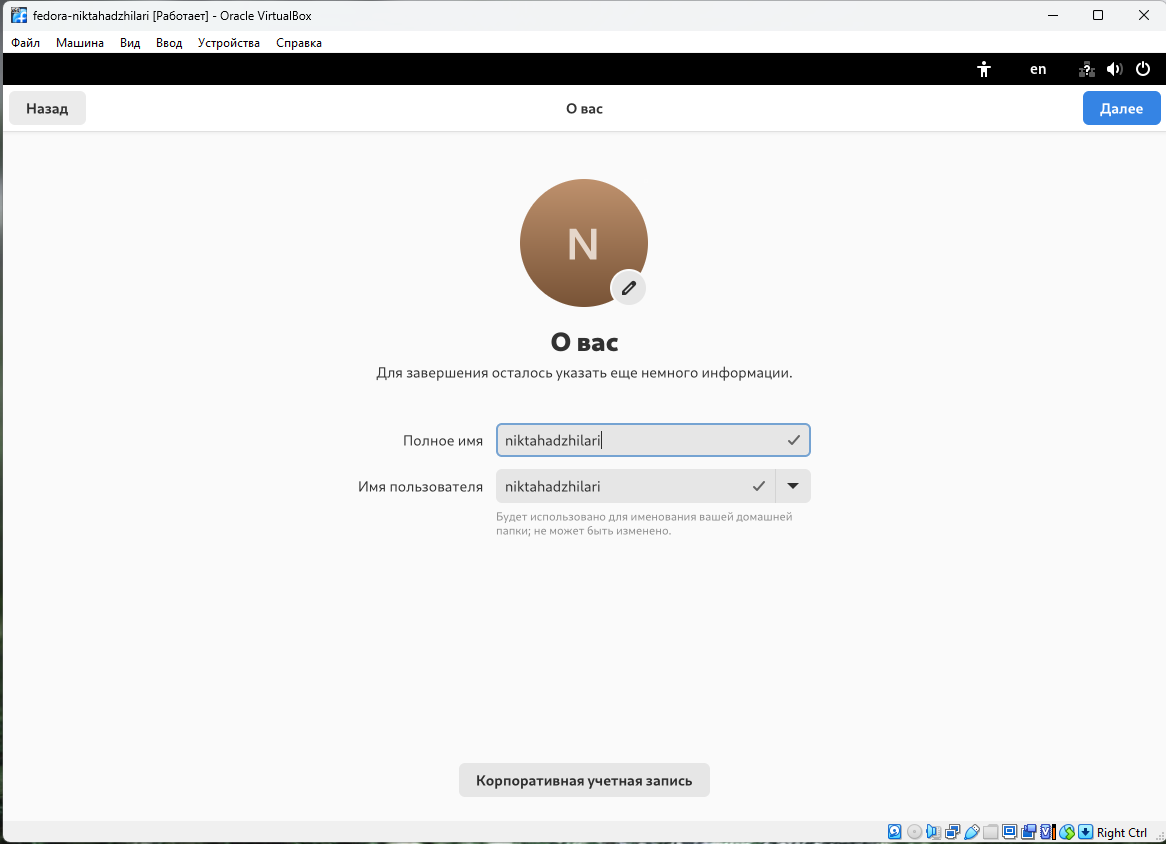 fedora-niktahadzhilari [Работает] - Oracle VirtualBox
Файл Машина Вид Ввод Устройства Справка
en
Назад О вас Далее
N
О вас
Для завершения осталось указать еще немного информации.
Полное имя niktahadzhilari
Имя пользователя niktahadzhilari
Будет использовано для именования вашей домашней
папки; не может быть изменено.
Корпоративная учетная запись
Right Ctrl